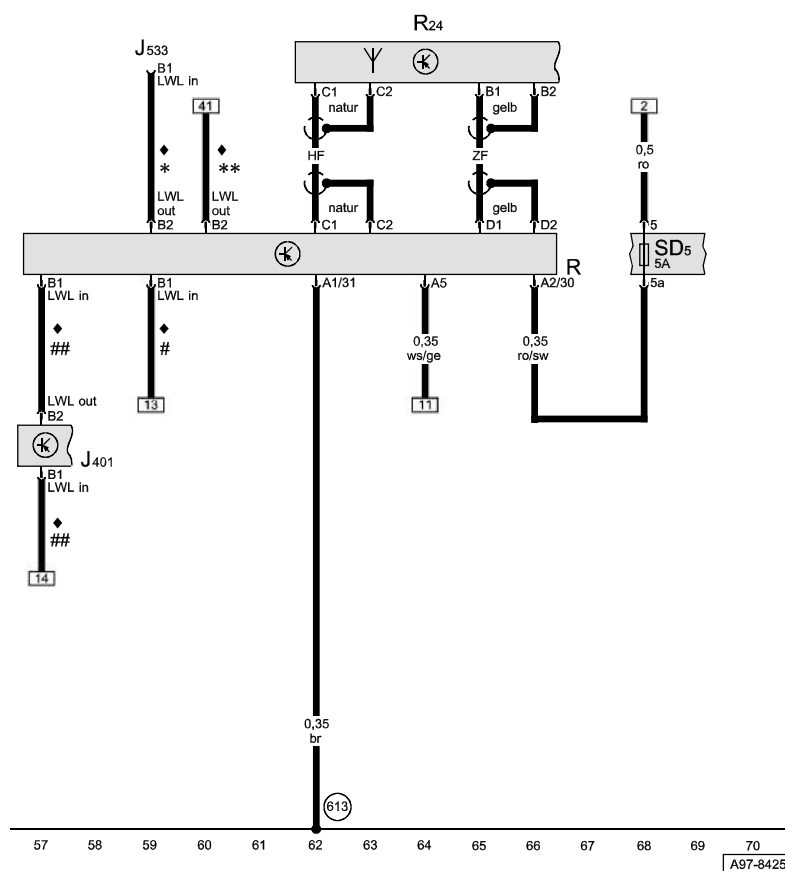 R24
J533
B1
LWL in
C1
C2
B1
B2
natur
gelb
41
2
♦
*
♦
**
HF
ZF
0,5
ro
LWL
out
LWL
out
natur
gelb
B2
B2
C1
C2
D1
D2
5
SD5
5A
R
B1
LWL in
B1
LWL in
A1/31
A5
A2/30
5a
♦
##
♦
#
0,35
ws/ge
0,35
ro/sw
LWL out
B2
13
11
J401
B1
LWL in
♦
##
14
0,35
br
613
57 58 59 60 61 62 63 64 65 66 67 68 69 70
A97-8425